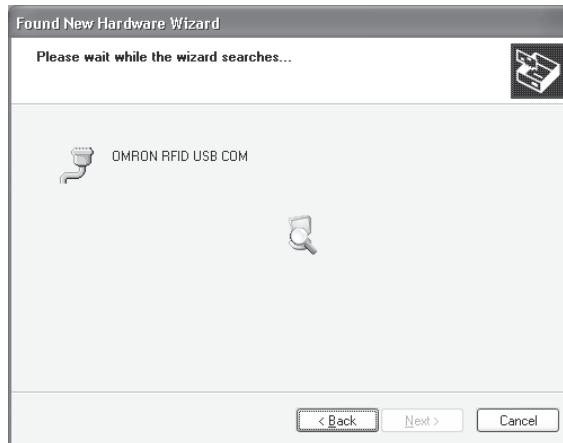 Found New Hardware Wizard
Please wait while the wizard searches...
OMRON RFID USB COM
< Back
Next >
Cancel